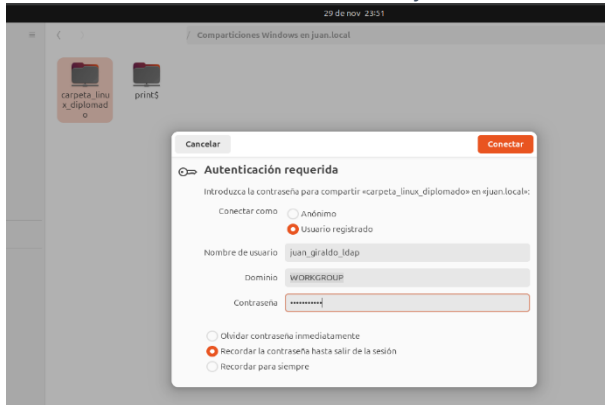 29 de nov 23:51
/ Comparticiones Windows en juan.local
carpeta_linu
x_diplomad
o
print$
Cancelar
Conectar
Autenticación requerida
Introduzca la contraseña para compartir «carpeta_linux_diplomado» en «juan.local»:
Conectar como
Anónimo
Usuario registrado
Nombre de usuario juan_giraldo_ldap
Dominio WORKGROUP
Contraseña •••••••••••
Olvidar contraseña inmediatamente
Recordar la contraseña hasta salir de la sesión
Recordar para siempre